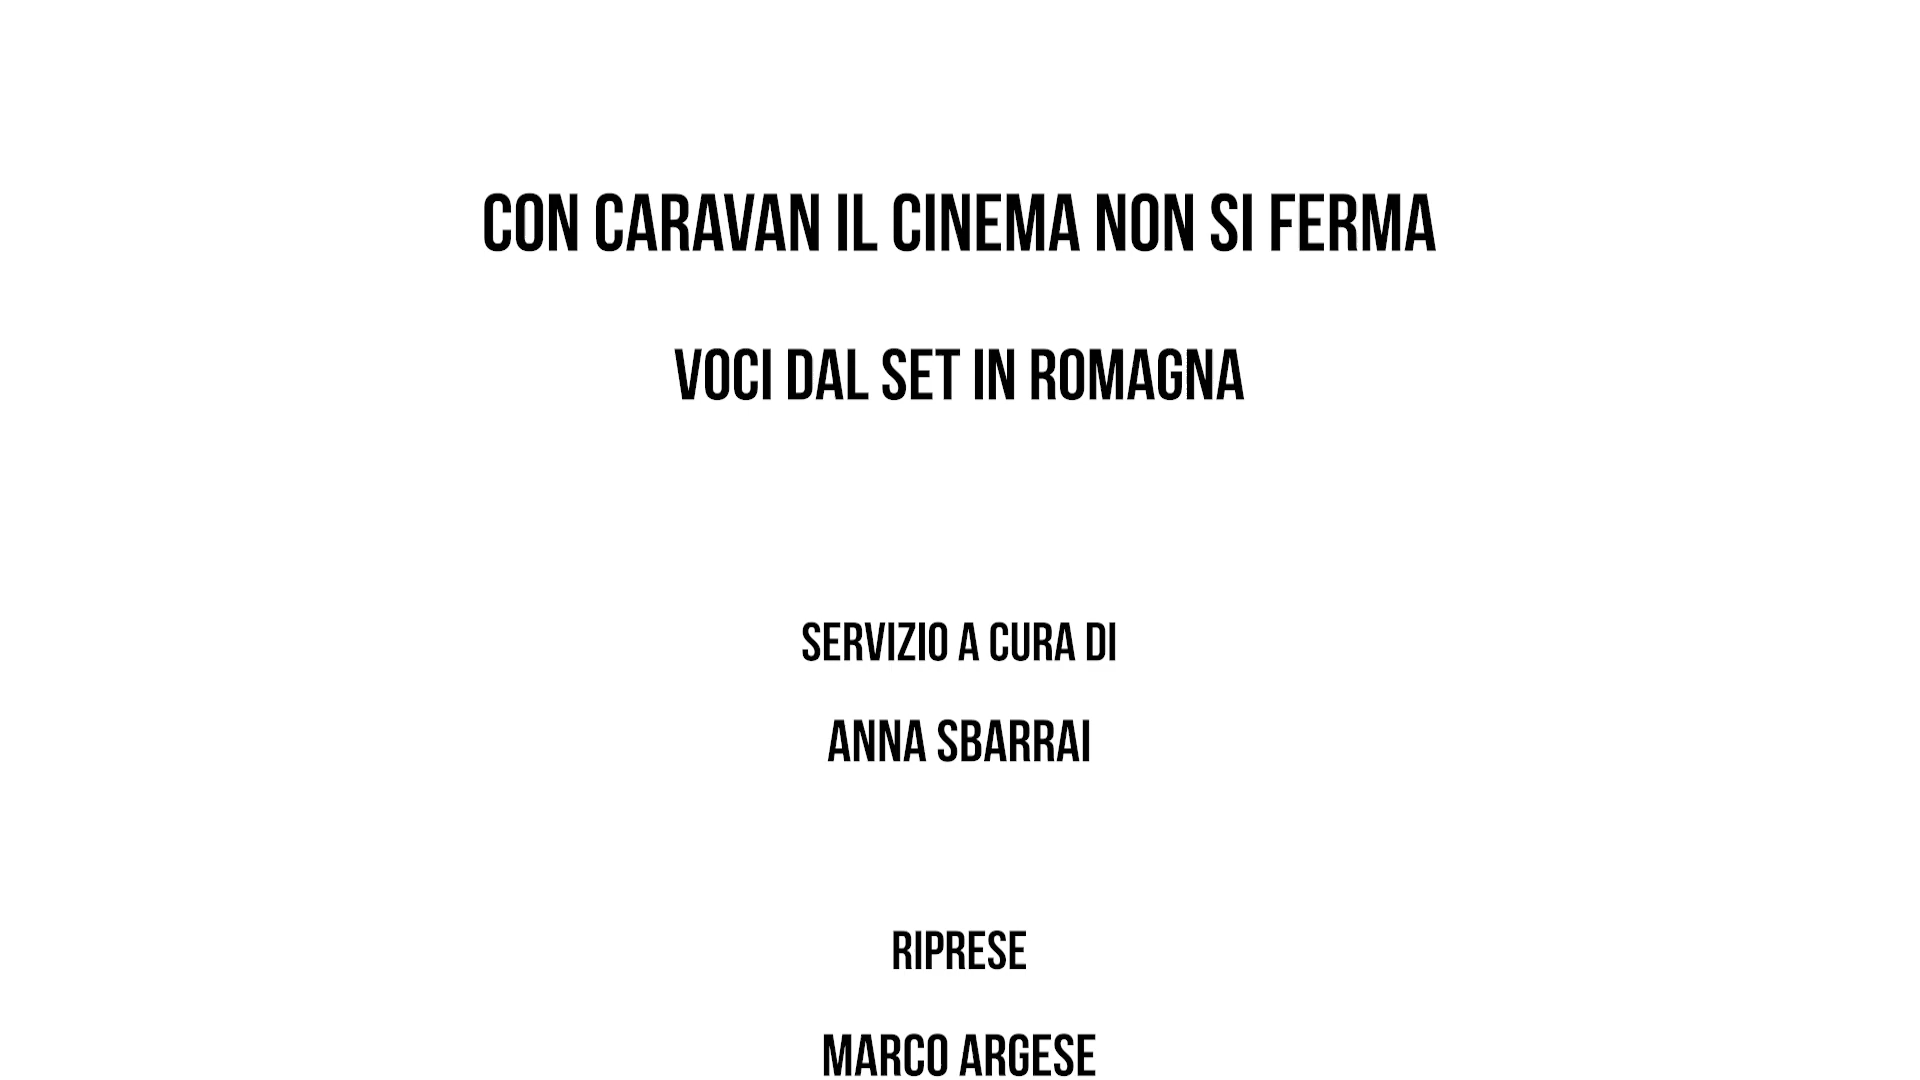 CON CARAVAN IL CINEMA NON SI FERMA
VOCI DAL SET IN ROMAGNA
SERVIZIO A CURA DI
ANNA SBARRAI
RIPRESE
MARCO ARGESE